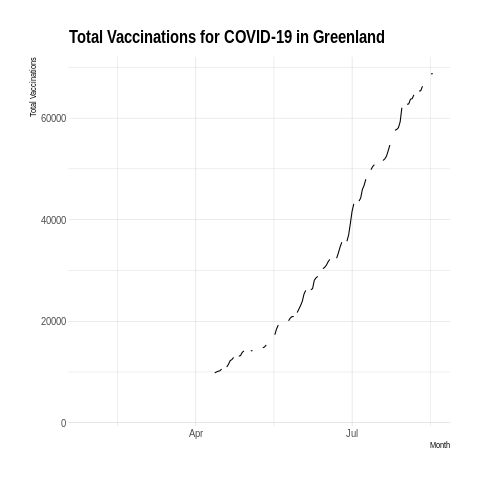 Total Vaccinations for COVID-19 in Greenland
Total Vaccinations
60000
40000
20000
0
Apr Jul
Month